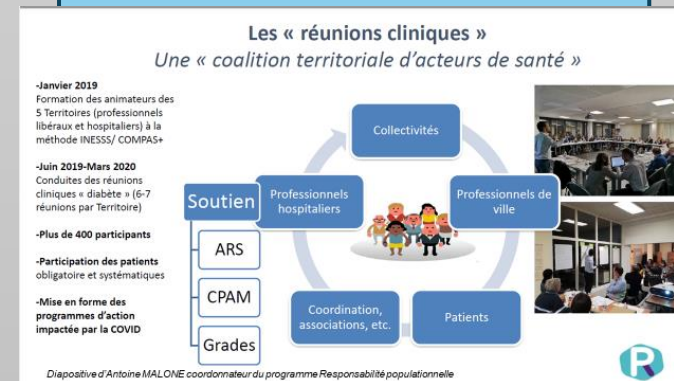 Les « réunions cliniques »
Une « coalition territoriale d'acteurs de santé »
-Janvier 2019
Formation des animateurs des
5 Territoires (professionnels
libéraux et hospitaliers) à la
méthode INESSS/ COMPAS+
-Juin 2019-Mars 2020
Conduites des réunions
cliniques « diabète » (6-7
réunions par Territoire)
-Plus de 400 participants
-Participation des patients
obligatoire et systématiques
-Mise en forme des
programmes d'action
impactée par la COVID
Soutien
ARS
CPAM
Grades
Collectivités
Professionnels
hospitaliers
Professionnels de
ville
Coordination,
associations, etc.
Patients
Diapositive d'Antoine MALONE coordonnateur du programme Responsabilité populationnelle
R